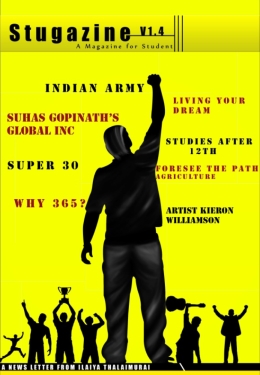 Stugazine V1.4
A Magazine for Student
INDIAN ARMY
LIVING YOUR
DREAM
SUHAS GOPINATH'S
GLOBAL INC
STUDIES AFTER
12TH
SUPER 30
FORESEE THE PATH
AGRICULTURE
WHY 365?
ARTIST KIERON
WILLIAMSON
A NEWS LETTER FROM ILAIYA THALAIMURAI